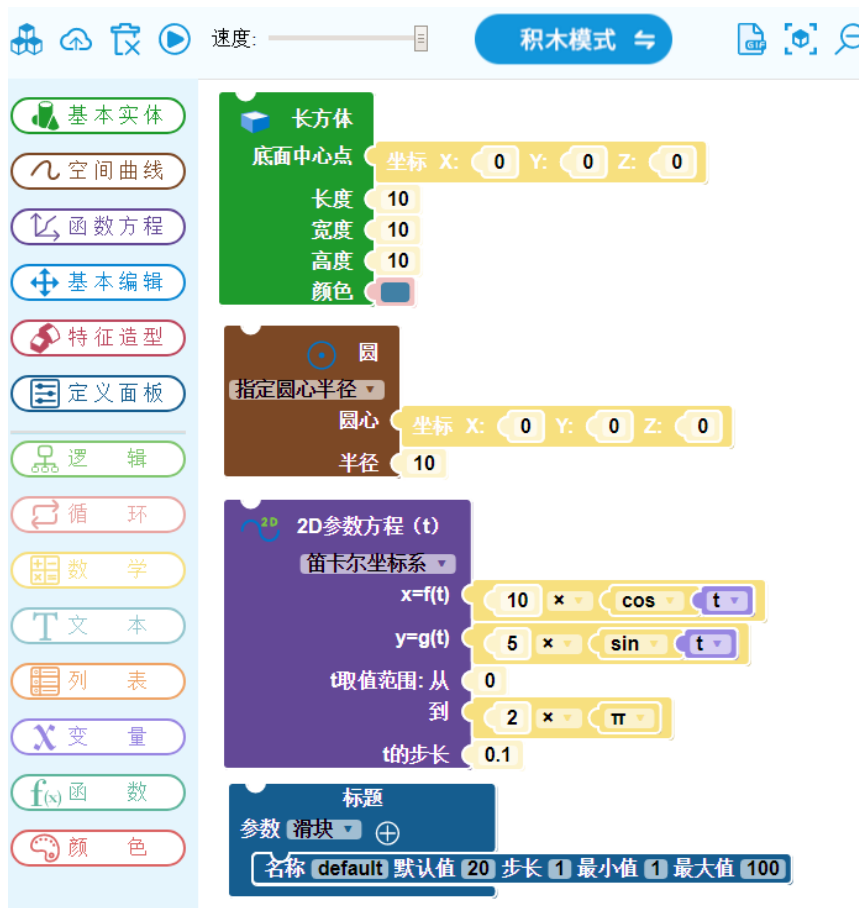 速度:
积木模式
GIF
基本实体
空间曲线
函数方程
基本编辑
特征造型
定义面板
逻 辑
循 环
数 学
T 文 本
列 表
X 变 量
f(x) 函 数
颜 色
长方体
底面中心点 坐标 X: 0 Y: 0 Z: 0
长度 10
宽度 10
高度 10
颜色
圆
指定圆心半径
圆心 坐标 X: 0 Y: 0 Z: 0
半径 10
2D 2D参数方程（t）
笛卡尔坐标系
x=f(t) 10 × cos t
y=g(t) 5 × sin t
t取值范围: 从 0
到 2 × π
t的步长 0.1
标题
参数 滑块
名称 default 默认值 20 步长 1 最小值 1 最大值 100